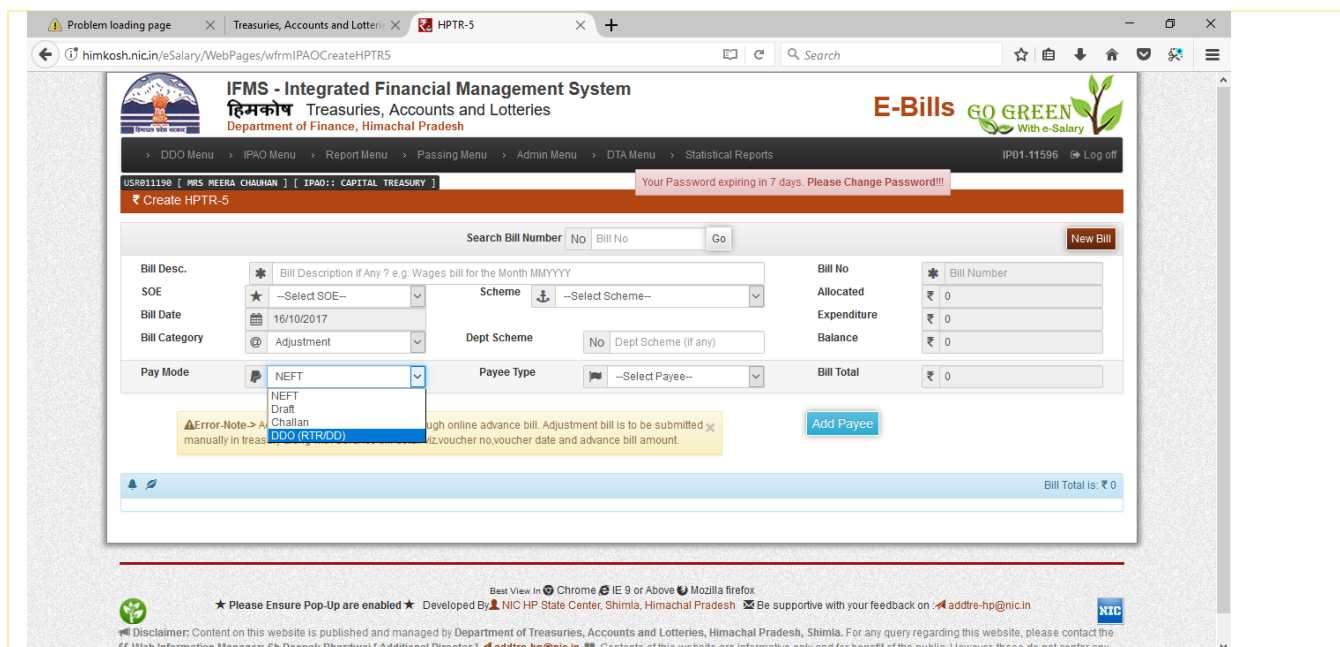 Problem loading page
Treasuries, Accounts and Lotterie
HPTR-5
himkosh.nic.in/eSalary/WebPages/wfrmIPAOCreateHPTR5
Search
IFMS - Integrated Financial Management System
हिमकोष Treasuries, Accounts and Lotteries
Department of Finance, Himachal Pradesh
E-Bills GO GREEN
With e-Salary
DDO Menu > IPAO Menu > Report Menu > Passing Menu > Admin Menu > DTA Menu > Statistical Reports
IP01-11596 Log off
USR011190 [ MRS MEERA CHAUHAN ] [ IPAO:: CAPITAL TREASURY ]
Your Password expiring in 7 days. Please Change Password!!!
₹ Create HPTR-5
Search Bill Number No Bill No Go
New Bill
Bill Desc. Bill Description if Any ? e.g. Wages bill for the Month MMYYYY Bill No Bill Number
SOE --Select SOE-- Scheme --Select Scheme-- Allocated ₹ 0
Bill Date 16/10/2017 Expenditure ₹ 0
Bill Category @ Adjustment Dept Scheme No Dept Scheme (if any) Balance ₹ 0
Pay Mode NEFT Payee Type --Select Payee-- Bill Total ₹ 0
NEFT
Draft
Challan
DDO (RTR/DD)
Error-Note-> A ugh online advance bill. Adjustment bill is to be submitted ×
manually in treas viz.voucher no,voucher date and advance bill amount.
Add Payee
Bill Total is: ₹ 0
Best View In Chrome IE 9 or Above Mozilla firefox
★ Please Ensure Pop-Up are enabled ★ Developed By NIC HP State Center, Shimla, Himachal Pradesh Be supportive with your feedback on : addtre-hp@nic.in
NIC
Disclaimer: Content on this website is published and managed by Department of Treasuries, Accounts and Lotteries, Himachal Pradesh, Shimla. For any query regarding this website, please contact the